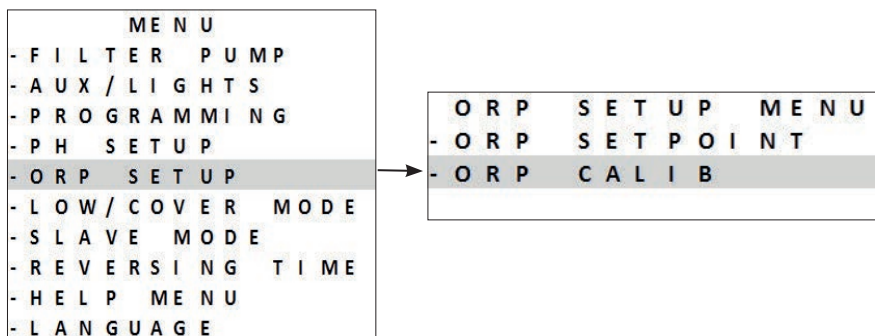 MENU
- FILTER PUMP
- AUX/LIGHTS
- PROGRAMMING
- PH SETUP
- ORP SETUP
- LOW/COVER MODE
- SLAVE MODE
- REVERSING TIME
- HELP MENU
- LANGUAGE
ORP SETUP MENU
- ORP SETPOINT
- ORP CALIB